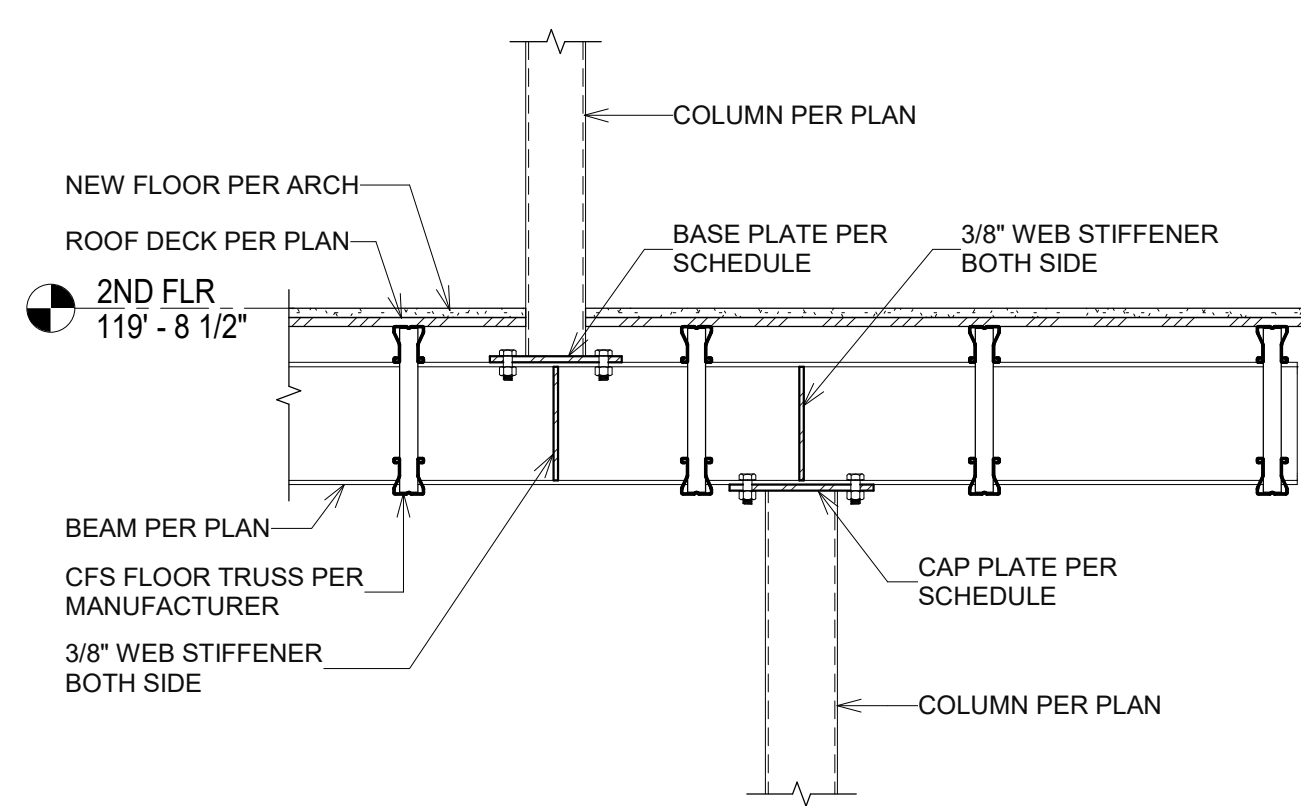 COLUMN PER PLAN
NEW FLOOR PER ARCH
ROOF DECK PER PLAN
BASE PLATE PER
SCHEDULE
3/8" WEB STIFFENER
BOTH SIDE
2ND FLR
119' - 8 1/2"
BEAM PER PLAN
CFS FLOOR TRUSS PER
MANUFACTURER
3/8" WEB STIFFENER
BOTH SIDE
CAP PLATE PER
SCHEDULE
COLUMN PER PLAN